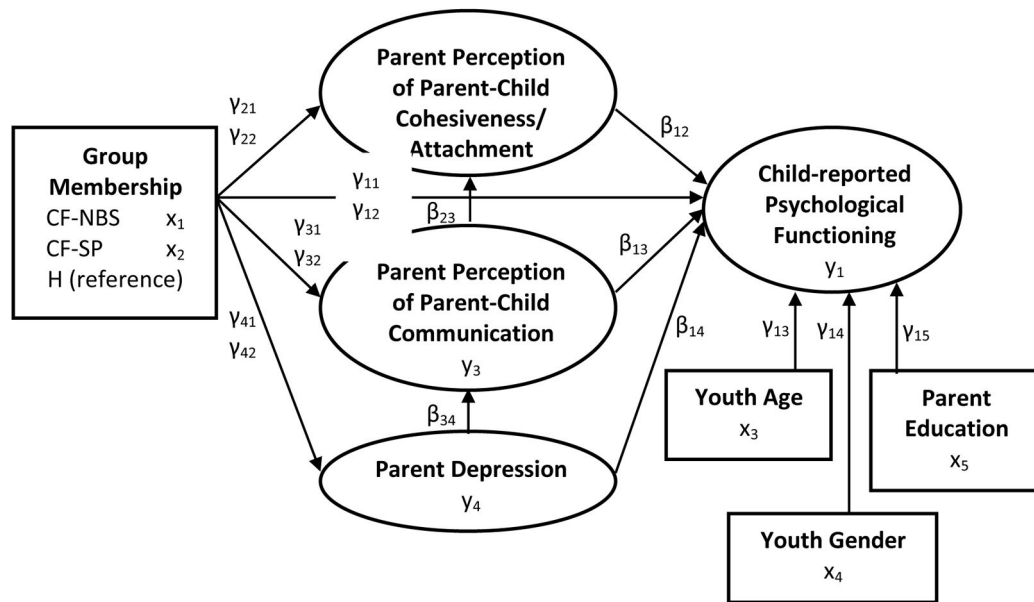 Group
Membership
CF-NBS x₁
CF-SP x₂
H (reference)
γ₂₁
γ₂₂
γ₁₁
γ₁₂
γ₃₁
γ₃₂
γ₄₁
γ₄₂
Parent Perception
of Parent-Child
Cohesiveness/
Attachment
β₂₃
Parent Perception
of Parent-Child
Communication
y₃
β₃₄
Parent Depression
y₄
β₁₂
β₁₃
β₁₄
Child-reported
Psychological
Functioning
y₁
γ₁₃
γ₁₄
γ₁₅
Youth Age
x₃
Parent
Education
x₅
Youth Gender
x₄